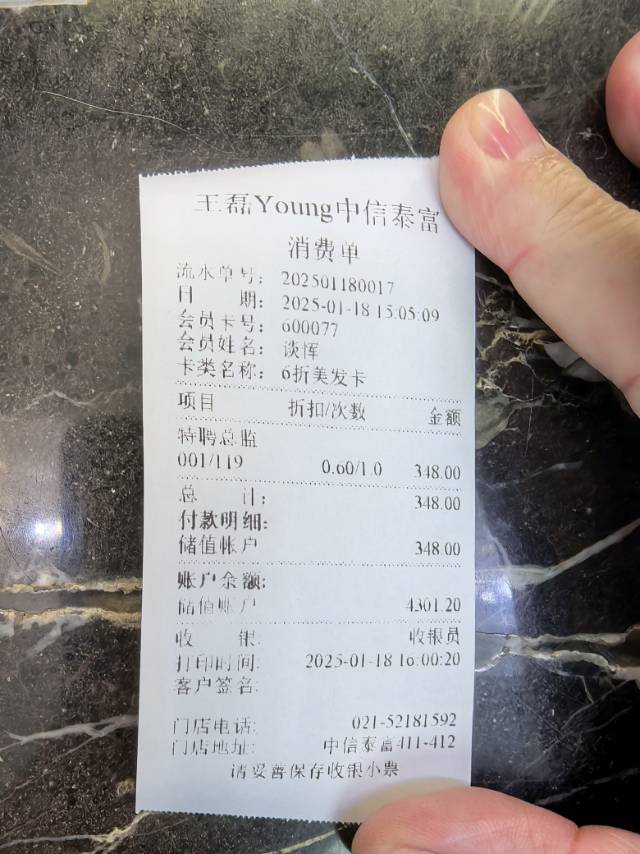 王磊Young中信泰富
消费单
流水单号: 202501180017
日 期: 2025-01-18 15:05:09
会员卡号: 600077
会员姓名: 谈恽
卡类名称: 6折美发卡
项目 折扣/次数 金额
特聘总监
001/119 0.60/1.0 348.00
总 计: 348.00
付款明细:
储值帐户 348.00
账户余额:
储值账户 4301.20
收 银: 收银员
打印时间: 2025-01-18 16:00:20
客户签名:
门店电话: 021-52181592
门店地址: 中信泰富411-412
请妥善保存收银小票